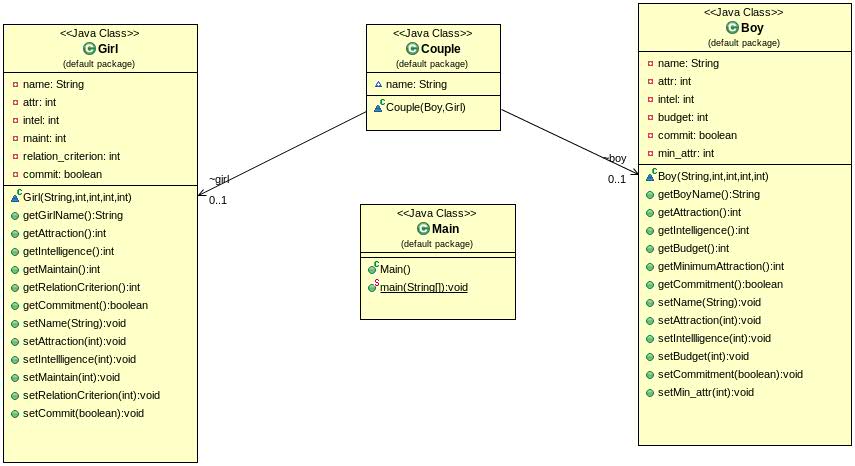 <<Java Class>>
Girl
(default package)
name: String
attr: int
intel: int
maint: int
relation_criterion: int
commit: boolean
Girl(String,int,int,int,int)
getGirlName():String
getAttraction():int
getIntelligence():int
getMaintain():int
getRelationCriterion():int
getCommitment():boolean
setName(String):void
setAttraction(int):void
setIntellligence(int):void
setMaintain(int):void
setRelationCriterion(int):void
setCommit(boolean):void
~girl
0..1
<<Java Class>>
Couple
(default package)
name: String
Couple(Boy,Girl)
<<Java Class>>
Main
(default package)
Main()
main(String[]):void
~boy
0..1
<<Java Class>>
Boy
(default package)
name: String
attr: int
intel: int
budget: int
commit: boolean
min_attr: int
Boy(String,int,int,int,int)
getBoyName():String
getAttraction():int
getIntelligence():int
getBudget():int
getMinimumAttraction():int
getCommitment():boolean
setName(String):void
setAttraction(int):void
setIntellligence(int):void
setBudget(int):void
setCommitment(boolean):void
setMin_attr(int):void